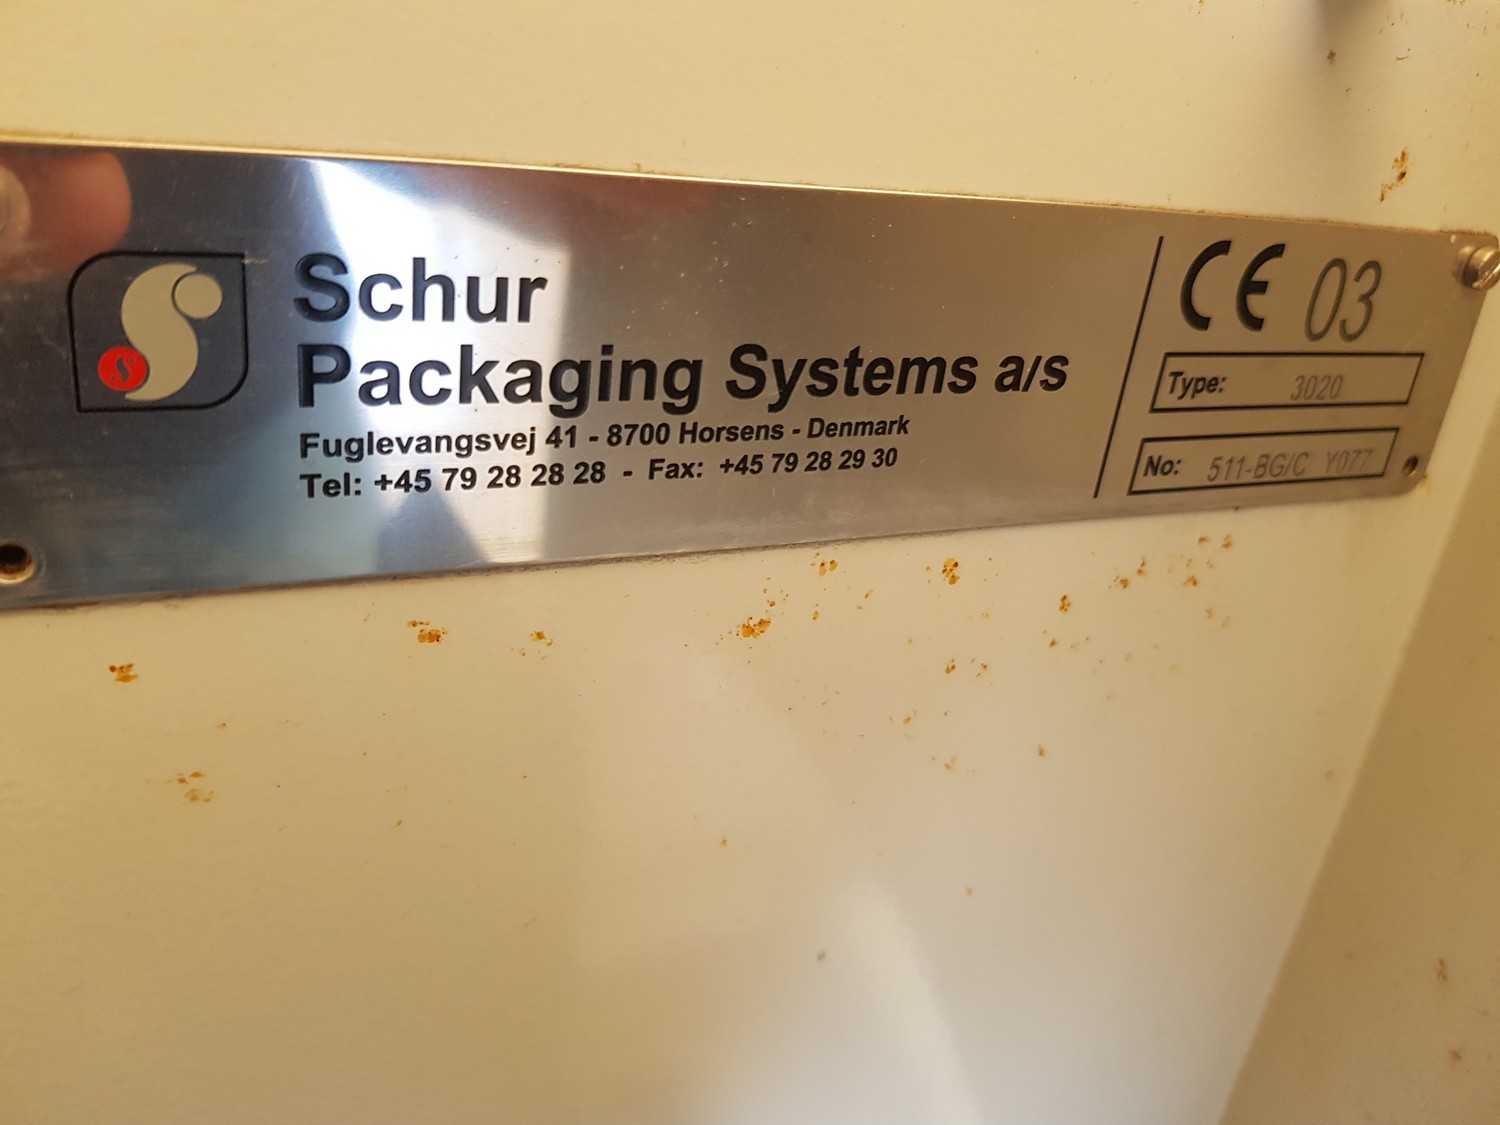 S
Schur
Packaging Systems a/s
Fuglevangsvej 41 - 8700 Horsens - Denmark
Tel: +45 79 28 28 28 - Fax: +45 79 28 29 30
CE 03
Type: 3020
No: 511-BG/C Y077